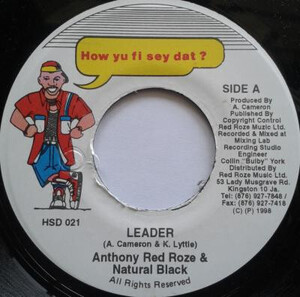 How yu fi sey dat ?
SIDE A
Produced By
A. Cameron
Published By
Copyright Control
Red Roze Muzic Ltd.
Recorded & Mixed at
Mixing Lab
Recording Studio
Engineer
Collin "Bulby" York
Distributed By
Red Roze Muzic Ltd.
53 Lady Musgrave Rd.
Kingston 10 Ja.
Tel: (876) 927-7848 /
Fax: (876) 927-7418
(C) (P) 1998
HSD 021
LEADER
(A. Cameron & K. Lyttle)
Anthony Red Roze &
Natural Black
All Rights Reserved